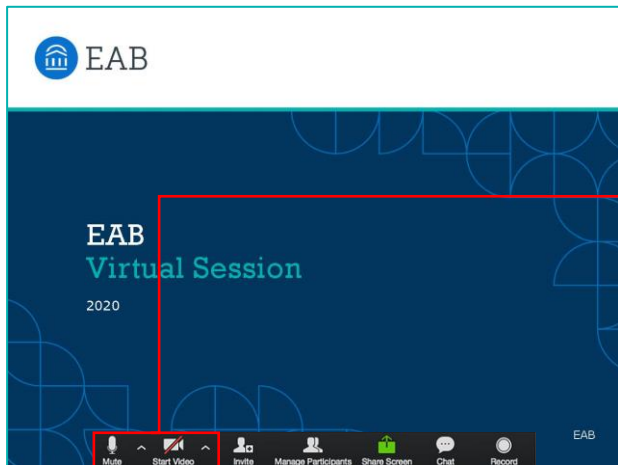 EAB
EAB
Virtual Session
2020
EAB
Mute
Start Video
Invite
Manage Participants
Share Screen
Chat
Record